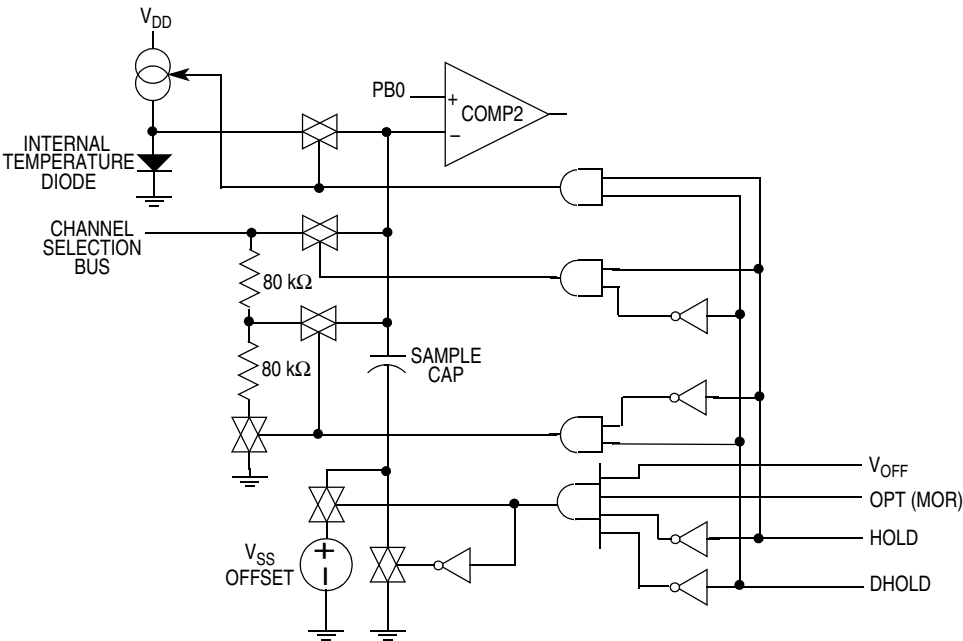 VDD
PB0
+
COMP2
–
INTERNAL
TEMPERATURE
DIODE
CHANNEL
SELECTION
BUS
80 kΩ
80 kΩ
SAMPLE
CAP
VOFF
OPT (MOR)
HOLD
DHOLD
VSS
OFFSET
+
–